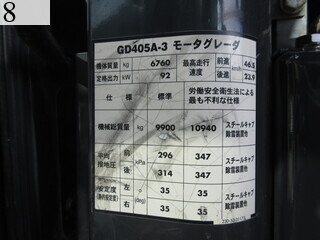 8
GD405A-3 モータグレーダ
機体質量 kg 6760 最高走行速度 前進 km/h 46.5
定格出力 kW 92 後進 23.9
仕様 標準 労働安全衛生法による最も不利な仕様
機械総質量 kg 9900 10940 スチールキャブ 除雪装置他
平均接地圧 前 kPa 296 347 スチールキャブ 除雪装置他
後 314 347
安定度 左 (deg) 35 35 スチールキャブ 除雪装置他
右 35 35